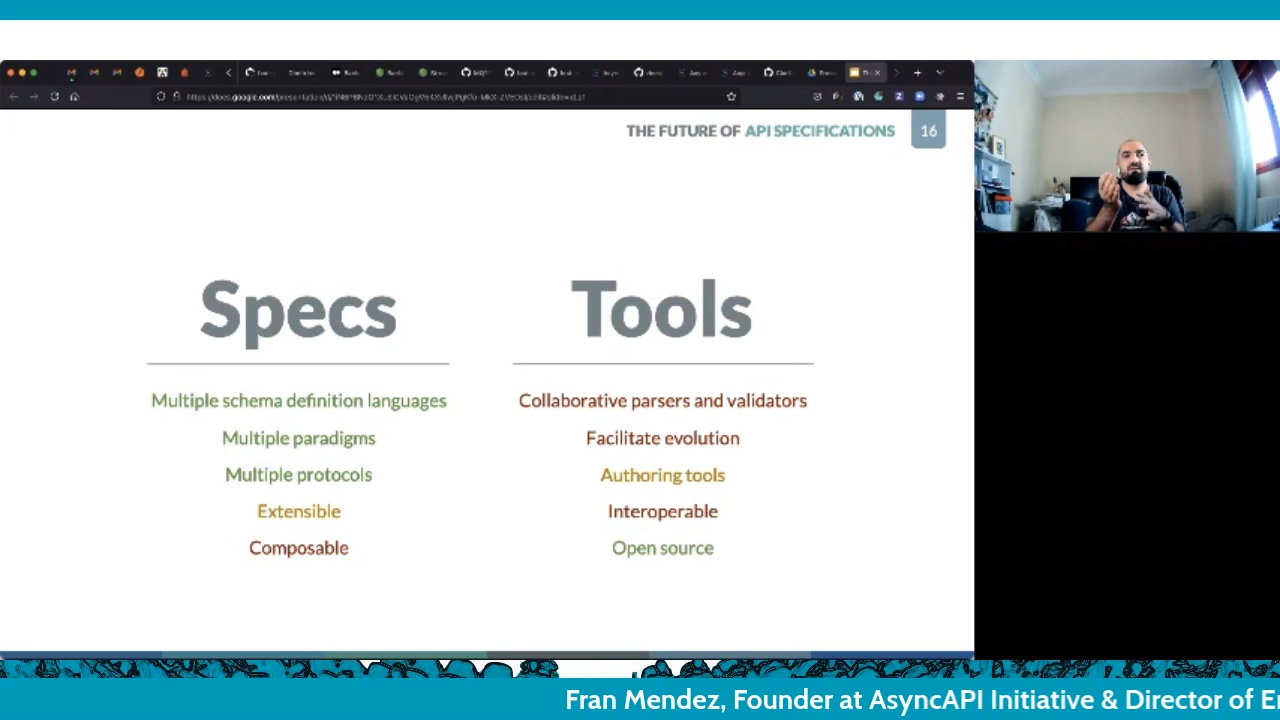 THE FUTURE OF API SPECIFICATIONS 16
Specs
Multiple schema definition languages
Multiple paradigms
Multiple protocols
Extensible
Composable
Tools
Collaborative parsers and validators
Facilitate evolution
Authoring tools
Interoperable
Open source
Fran Mendez, Founder at AsyncAPI Initiative & Director of E